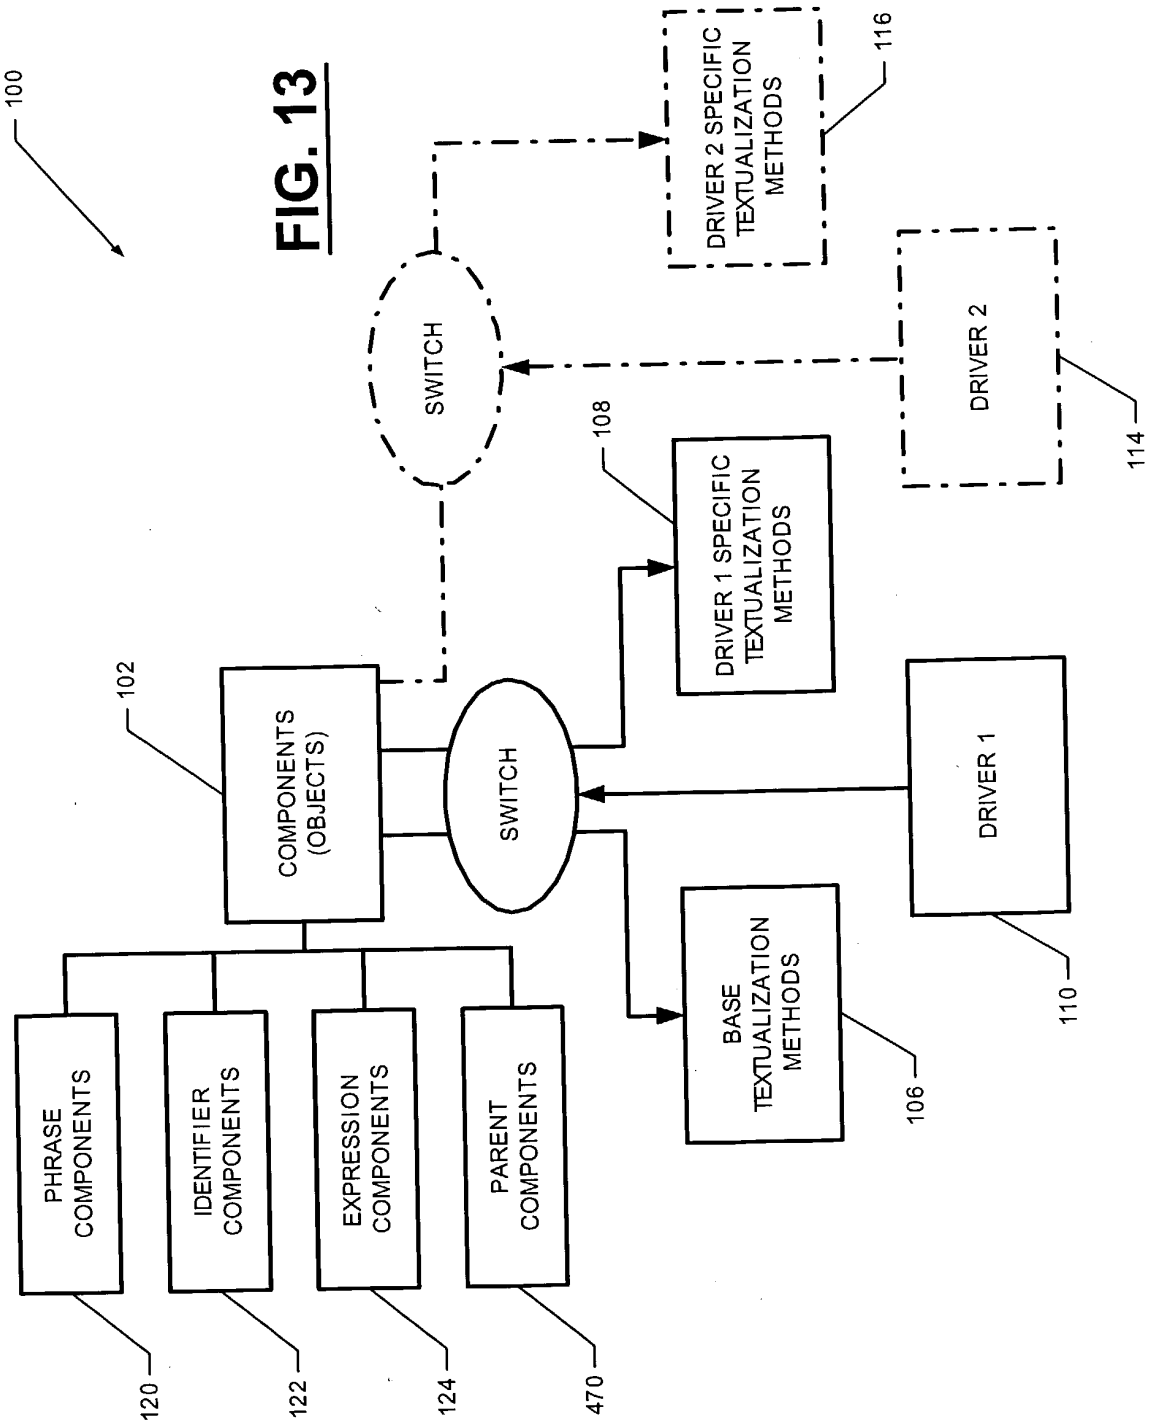 100
FIG. 13
PHRASE
COMPONENTS
120
IDENTIFIER
COMPONENTS
122
EXPRESSION
COMPONENTS
124
PARENT
COMPONENTS
470
COMPONENTS
(OBJECTS)
102
SWITCH
SWITCH
BASE
TEXTUALIZATION
METHODS
106
DRIVER 1 SPECIFIC
TEXTUALIZATION
METHODS
108
DRIVER 2 SPECIFIC
TEXTUALIZATION
METHODS
116
DRIVER 1
110
DRIVER 2
114